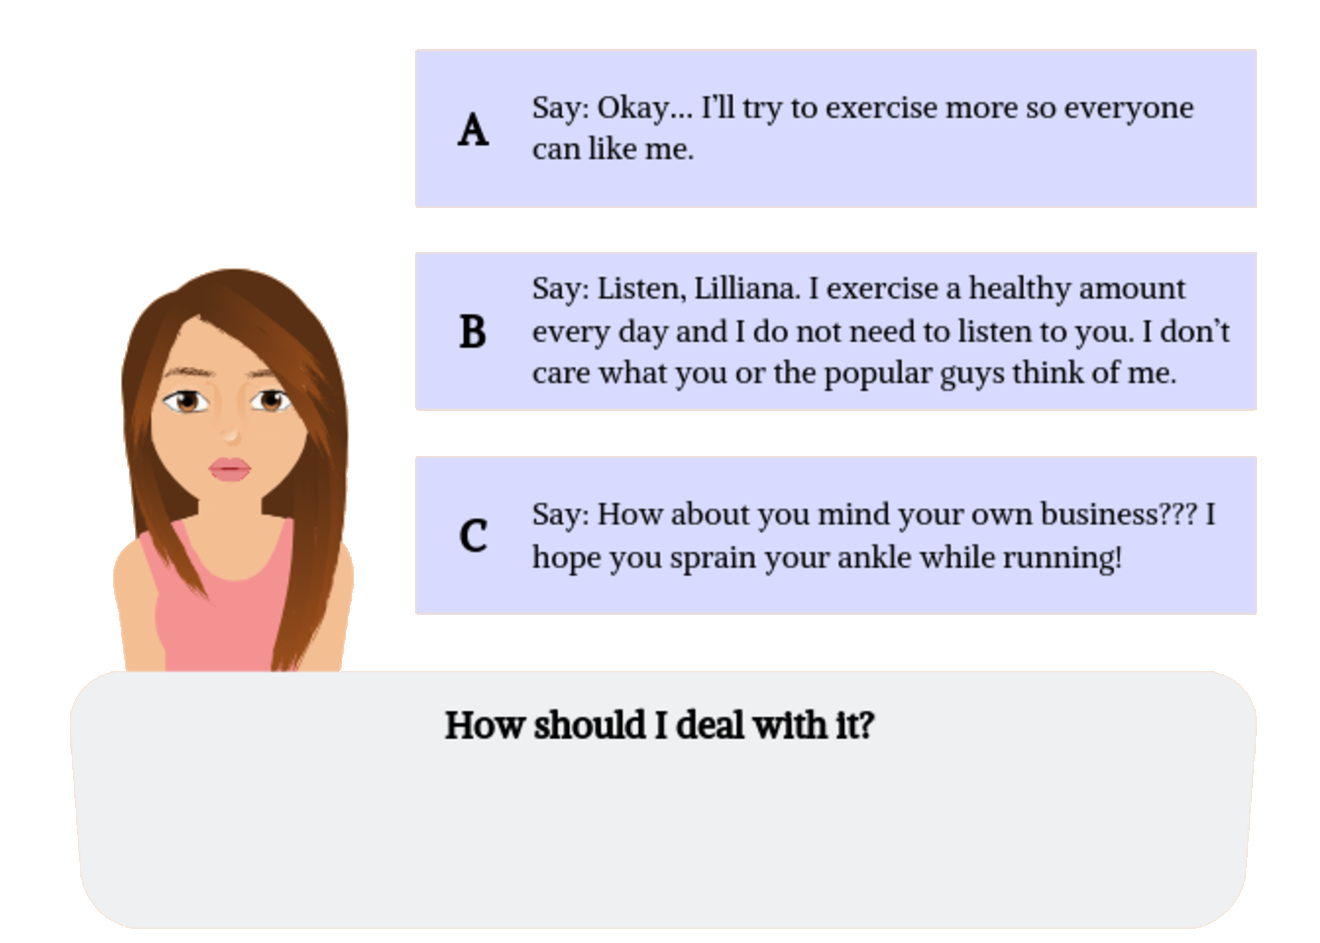 A
Say: Okay... I'll try to exercise more so everyone
can like me.
B
Say: Listen, Lilliana. I exercise a healthy amount
every day and I do not need to listen to you. I don't
care what you or the popular guys think of me.
C
Say: How about you mind your own business??? I
hope you sprain your ankle while running!
How should I deal with it?